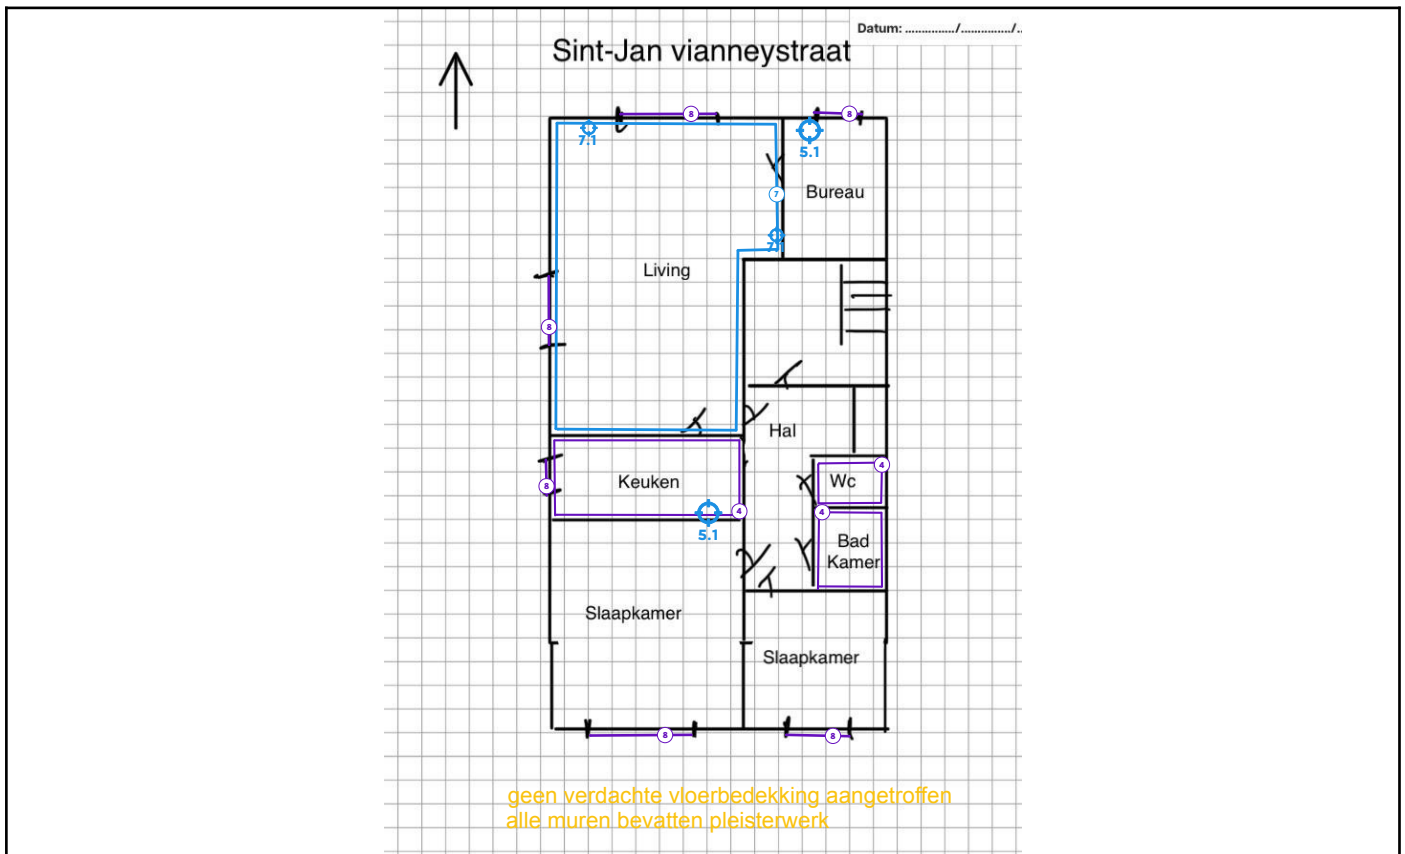 Datum: .............../.............../..
Sint-Jan vianneystraat
8
8
7.1
5.1
7
Bureau
7.
Living
8
Hal
4
Keuken
Wc
8
4
4
5.1
Bad
Kamer
Slaapkamer
Slaapkamer
8
8
geen verdachte vloerbedekking aangetroffen
alle muren bevatten pleisterwerk